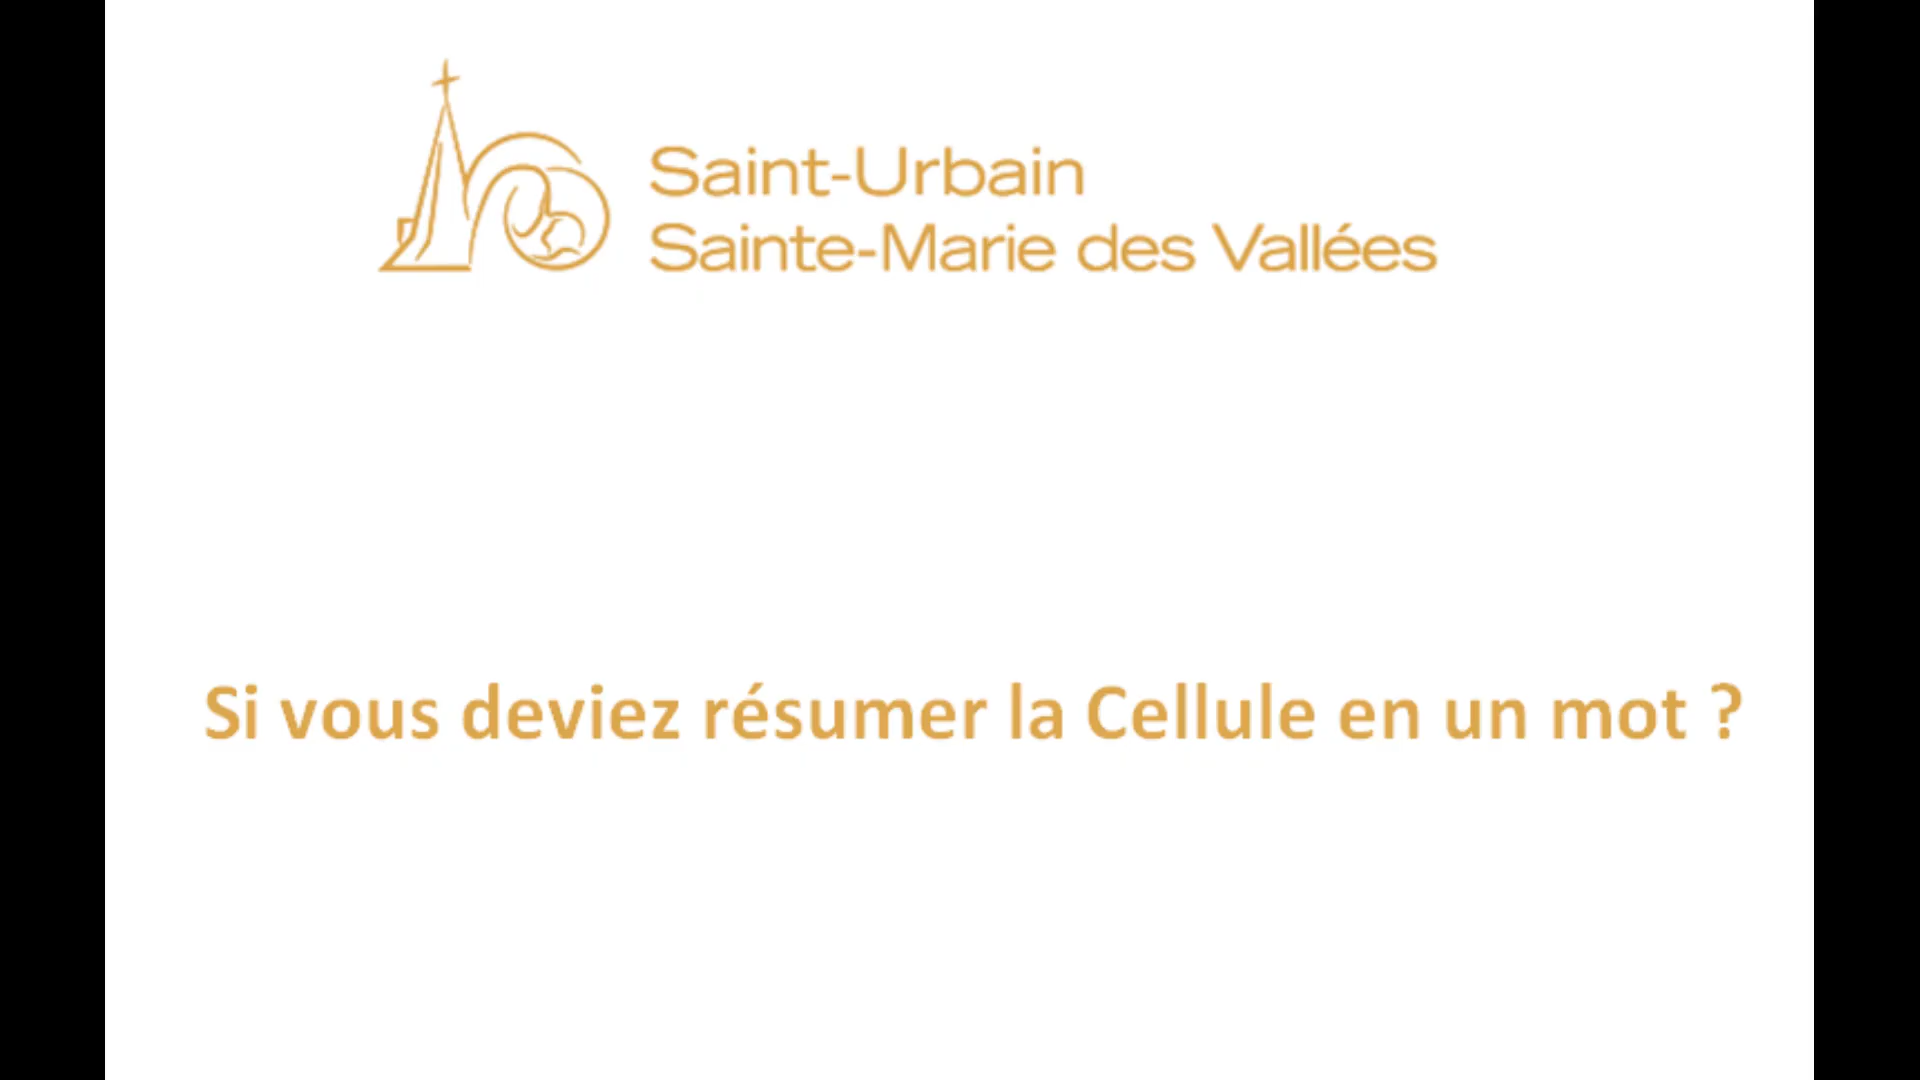 Saint-Urbain
Sainte-Marie des Vallées
Si vous deviez résumer la Cellule en un mot ?